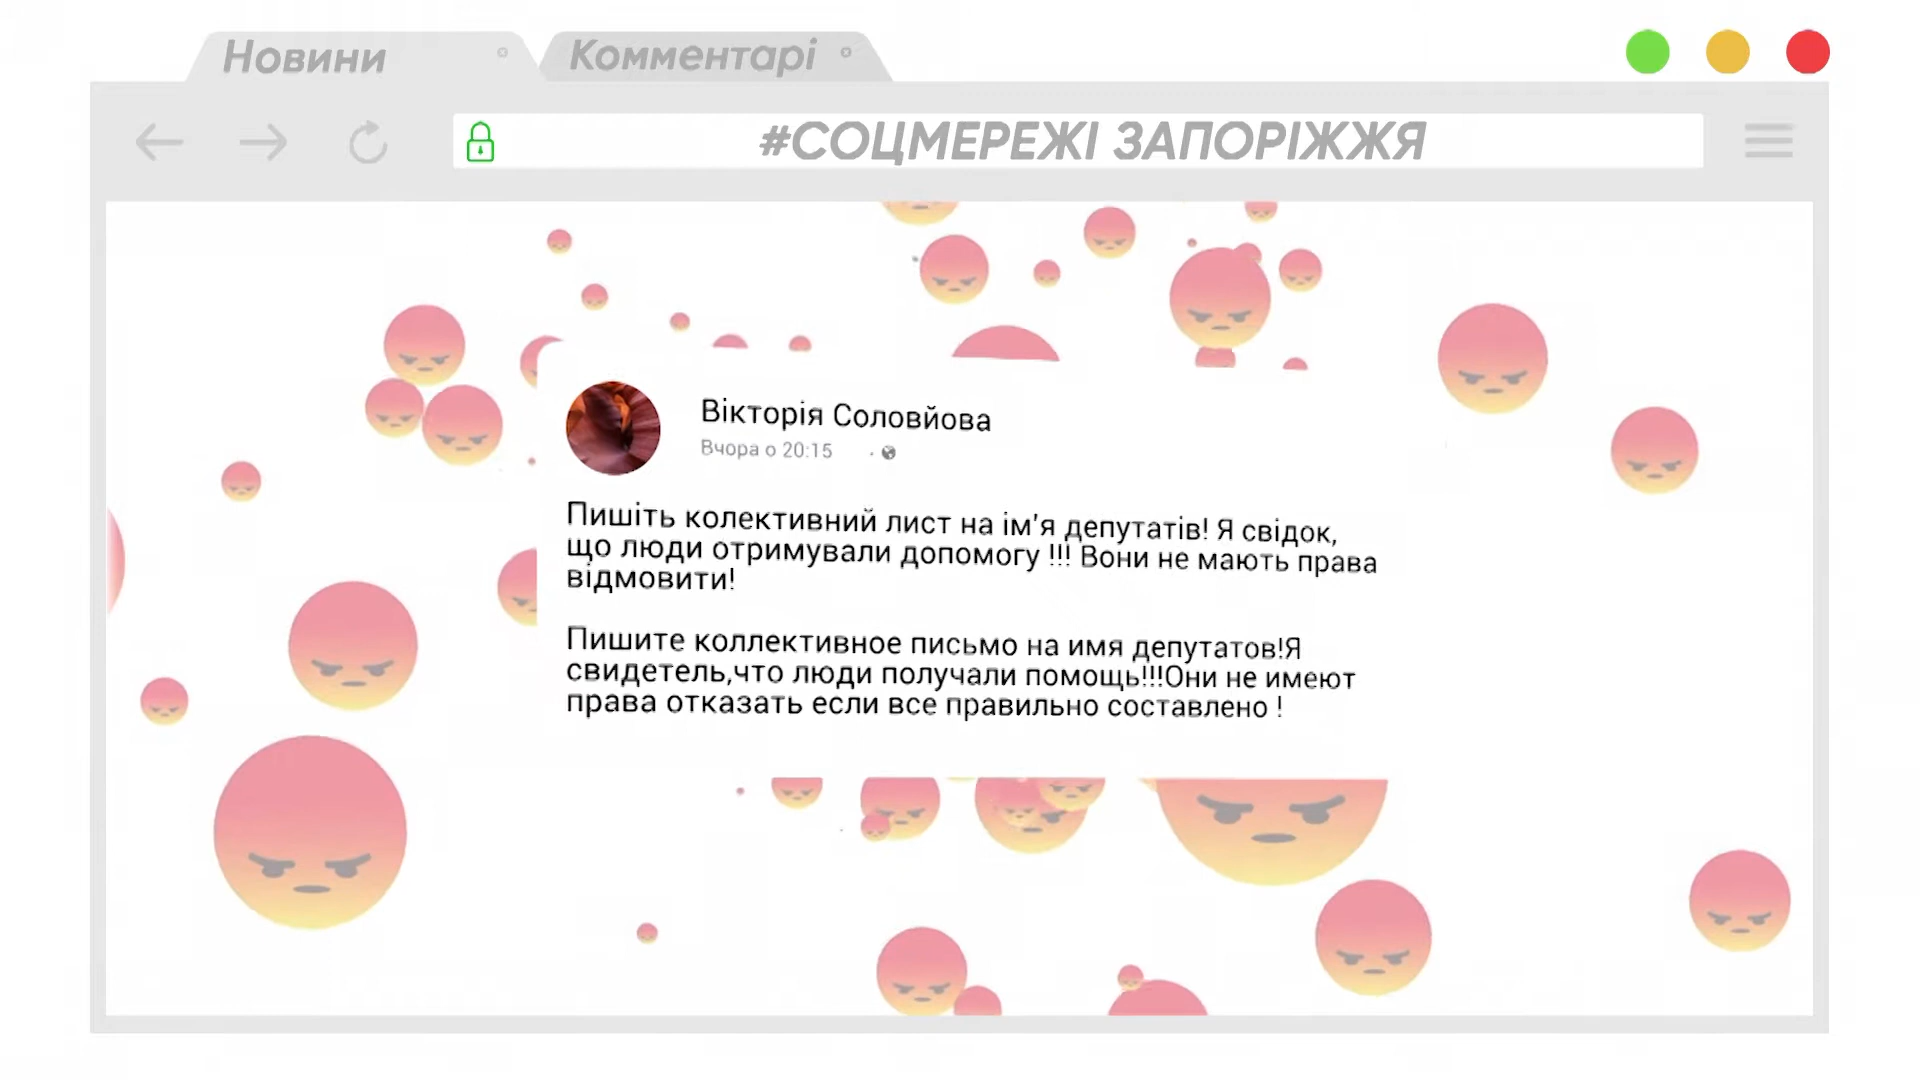 Новини
Комментарі
#СОЦМЕРЕЖІ ЗАПОРІЖЖЯ
Вікторія Соловйова
Вчора о 20:15
Пишіть колективний лист на ім'я депутатів! Я свідок,
що люди отримували допомогу !!! Вони не мають права
відмовити!
Пишите коллективное письмо на имя депутатов!Я
свидетель,что люди получали помощь!!!Они не имеют
права отказать если все правильно составлено !